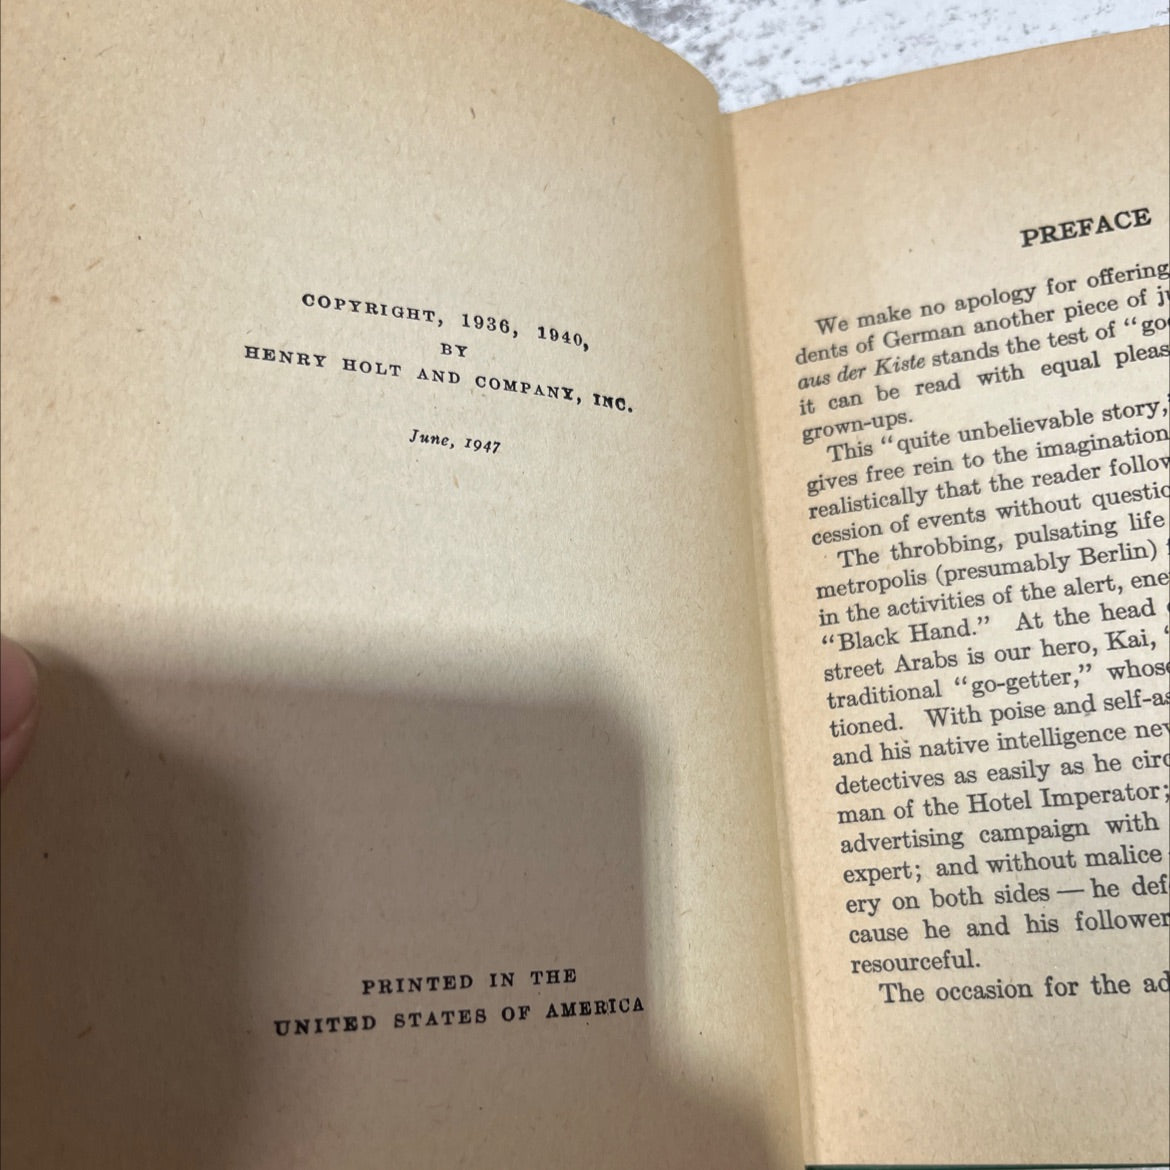 COPYRIGHT, 1936, 1940,
BY
HENRY HOLT AND COMPANY, INC.
June, 1947
PRINTED IN THE
UNITED STATES OF AMERICA
PREFACE
We make no apology for offering
dents of German another piece of
aus der Kiste stands the test of "
it can be read with equal
grown-ups.
This "quite unbelievable story,
gives free rein to the imagination
realistically that the reader
cession of events without
The throbbing, pulsating life
metropolis (presumably Berlin)
in the activities of the alert,
"Black Hand." At the head
street Arabs is our hero, Kai, "
traditional "go-getter," whose
tioned. With poise and
and his native intelligence
detectives as easily as he
man of the Hotel Imperator;
advertising campaign with
expert; and without malice
ery on both sides — he
cause he and his follower
resourceful.
The occasion for the ad